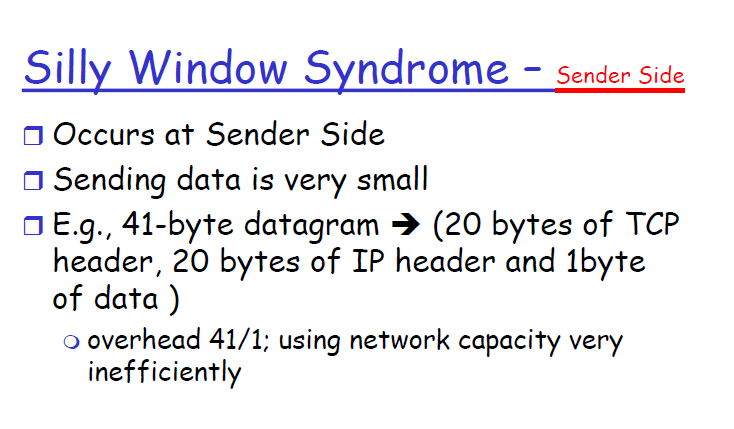 Silly Window Syndrome – Sender Side
❒ Occurs at Sender Side
❒ Sending data is very small
❒ E.g., 41-byte datagram ➔ (20 bytes of TCP
header, 20 bytes of IP header and 1byte
of data )
❍ overhead 41/1; using network capacity very
inefficiently